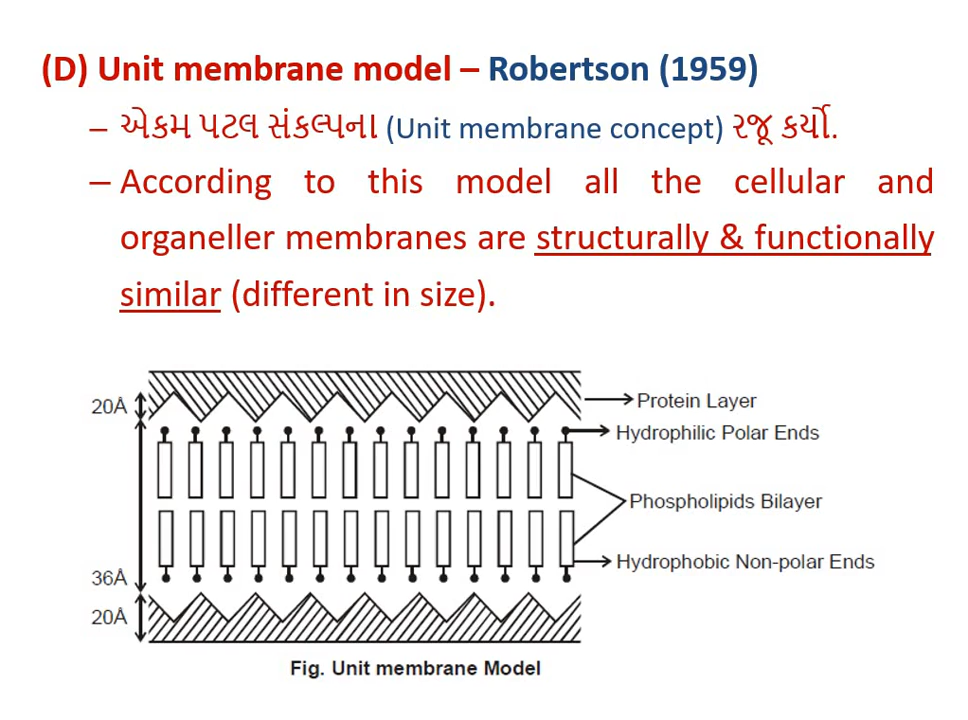 (D) Unit membrane model – Robertson (1959)
– એકમ પટલ સંકલ્પના (Unit membrane concept) રજૂ કર્યો.
– According to this model all the cellular and
organeller membranes are structurally & functionally
similar (different in size).
20Å
Protein Layer
Hydrophilic Polar Ends
Phospholipids Bilayer
Hydrophobic Non-polar Ends
36Å
20Å
Fig. Unit membrane Model